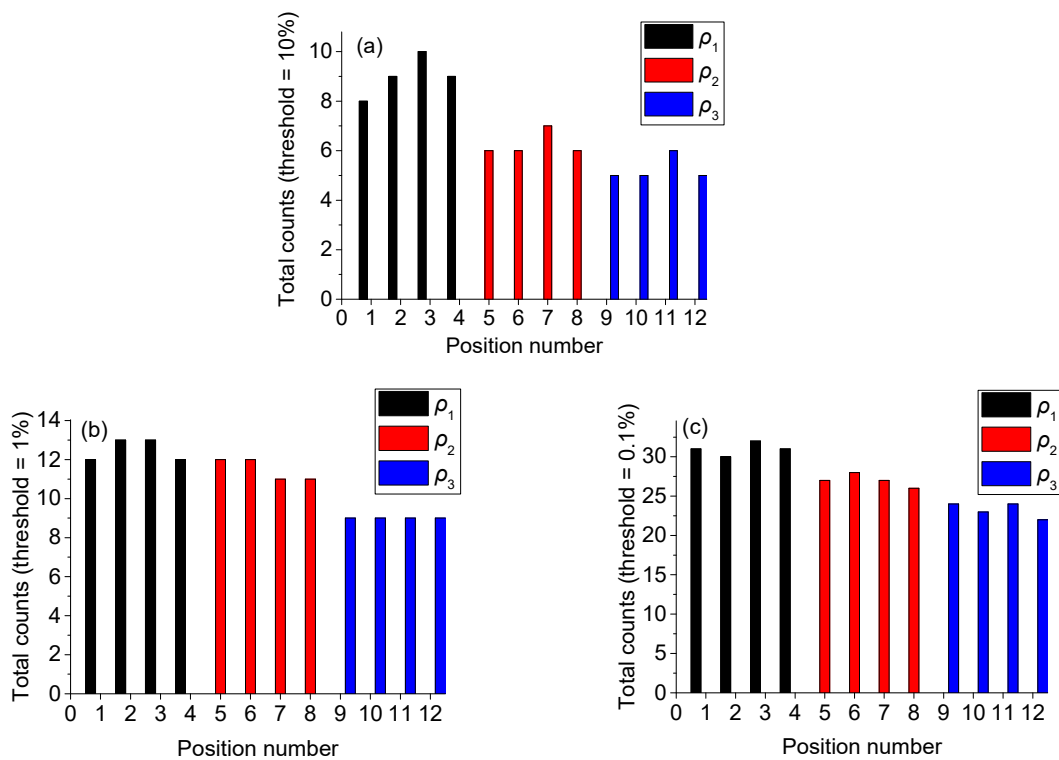 (a)
ρ1
ρ2
ρ3
Total counts (threshold = 10%)
10
8
6
4
2
0
0 1 2 3 4 5 6 7 8 9 10 11 12
Position number
(b)
ρ1
ρ2
ρ3
Total counts (threshold = 1%)
14
12
10
8
6
4
2
0
0 1 2 3 4 5 6 7 8 9 10 11 12
Position number
(c)
ρ1
ρ2
ρ3
Total counts (threshold = 0.1%)
30
25
20
15
10
5
0
0 1 2 3 4 5 6 7 8 9 10 11 12
Position number